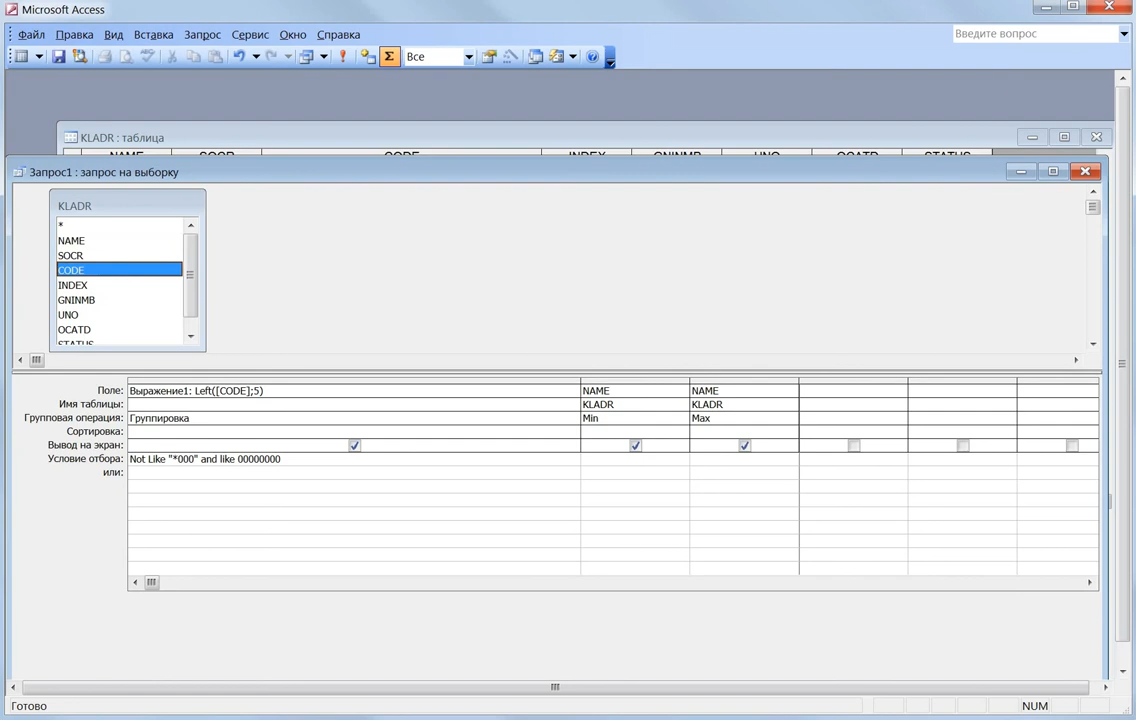 Microsoft Access
Файл Правка Вид Вставка Запрос Сервис Окно Справка
Введите вопрос
Σ Все
KLADR : таблица
NAME SOCR CODE INDEX GNINMB UNO OCATD STATUS
Запрос1 : запрос на выборку
KLADR
*
NAME
SOCR
CODE
INDEX
GNINMB
UNO
OCATD
STATUS
Поле: Выражение1: Left([CODE];5) NAME NAME
Имя таблицы: KLADR KLADR
Групповая операция: Группировка Min Max
Сортировка:
Вывод на экран:
Условие отбора: Not Like "*000" and like 00000000
или:
Готово NUM